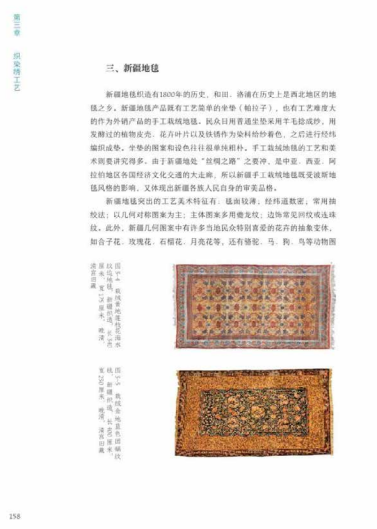 第三章 织染绣工艺
三、新疆地毯
新疆地毯织造有1800年的历史，和田、洛浦在历史上是西北地区的地
毯之乡。新疆地毯产品既有工艺简单的坐垫（帕拉子），也有工艺难度大
的作为外销产品的手工栽绒地毯。民众日用普通坐垫采用羊毛捻成纱，用
发酵过的植物皮壳、花卉叶片以及铁锈作为染料给纱着色，之后进行经纬
编织成垫。坐垫的图案和设色往往很单纯粗朴。手工栽绒地毯的工艺和美
术则要讲究得多。由于新疆地处“丝绸之路”之要冲，是中亚、西亚、阿
拉伯地区各国经济文化交通的大走廊，所以新疆手工栽绒地毯既受波斯地
毯风格的影响，又体现出新疆各族人民自身的审美品格。
新疆地毯突出的工艺美术特征有：毯面较薄，经纬道数密，常用抽
绞法；以几何对称图案为主；主体图案多用缠龙纹；边饰常见回纹或连珠
纹。此外，新疆几何图案中有许多当地民众特别喜爱的花卉的抽象变体，
如合子花、玫瑰花、石榴花、月亮花等，还有骆驼、马、狗、鸟等动物图
清宫旧藏
158